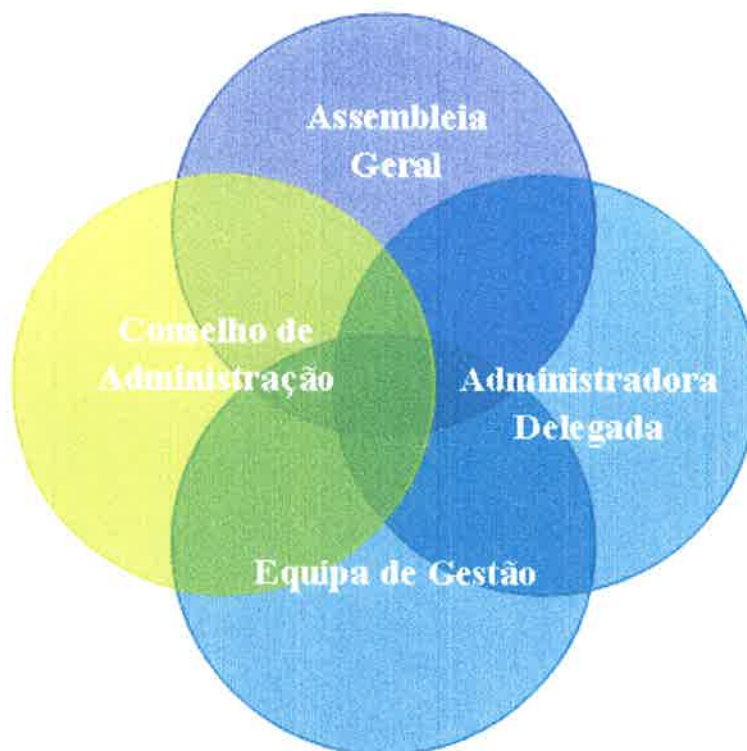 Assembleia
Geral
Conselho de
Administração
Administradora
Delegada
Equipa de Gestão